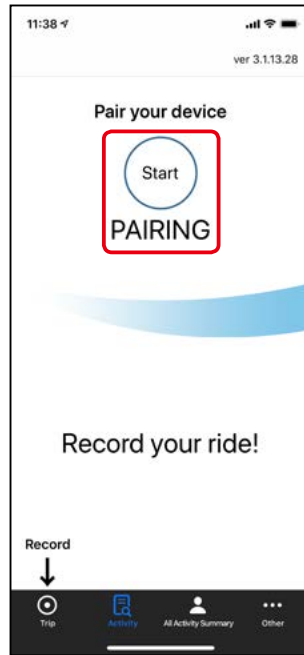 11:38
ver 3.1.13.28
Pair your device
Start
PAIRING
Record your ride!
Record
Trip
Activity
All Activity Summary
Other